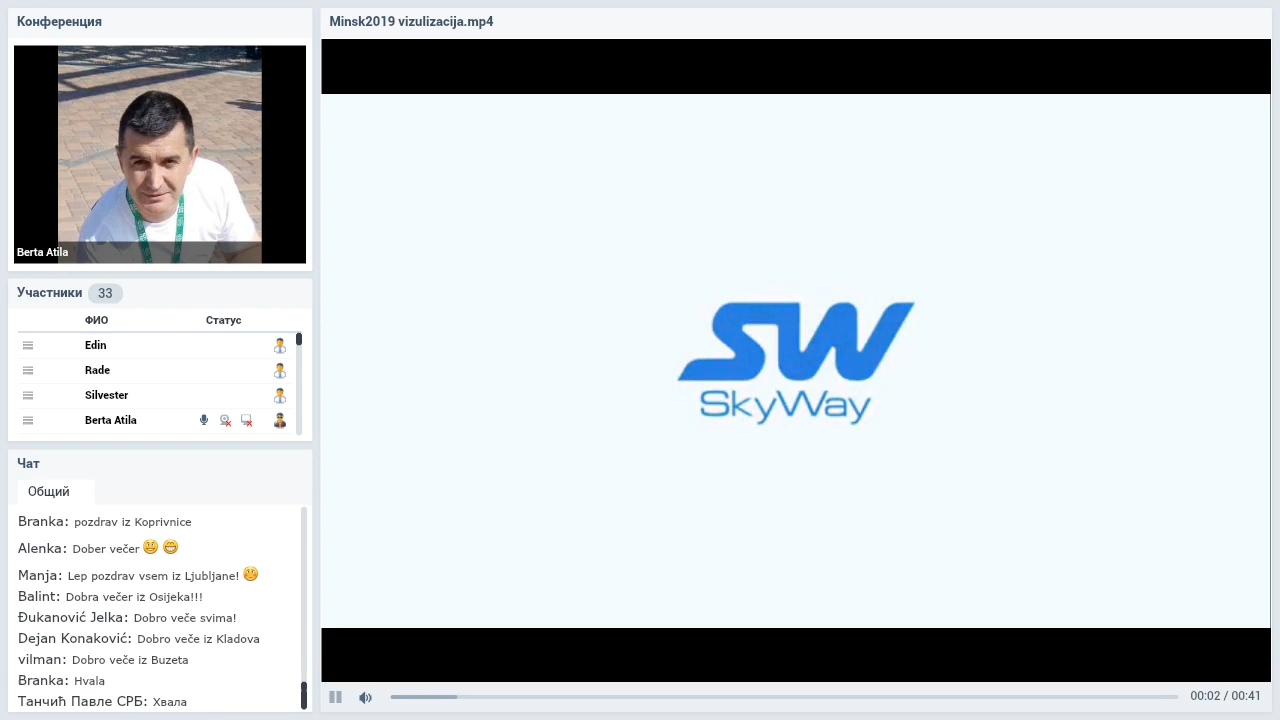 Конференция
Berta Atila
Участники 33
ФИО Статус
Edin
Rade
Silvester
Berta Atila
Чат
Общий
Branka: pozdrav iz Koprivnice
Alenka: Dober večer
Manja: Lep pozdrav vsem iz Ljubljane!
Balint: Dobra večer iz Osijeka!!!
Đukanović Jelka: Dobro veče svima!
Dejan Konaković: Dobro veče iz Kladova
vilman: Dobro veče iz Buzeta
Branka: Hvala
Танчић Павле СРБ: Хвала
Minsk2019 vizulizacija.mp4
SW
SkyWay
00:02 / 00:41